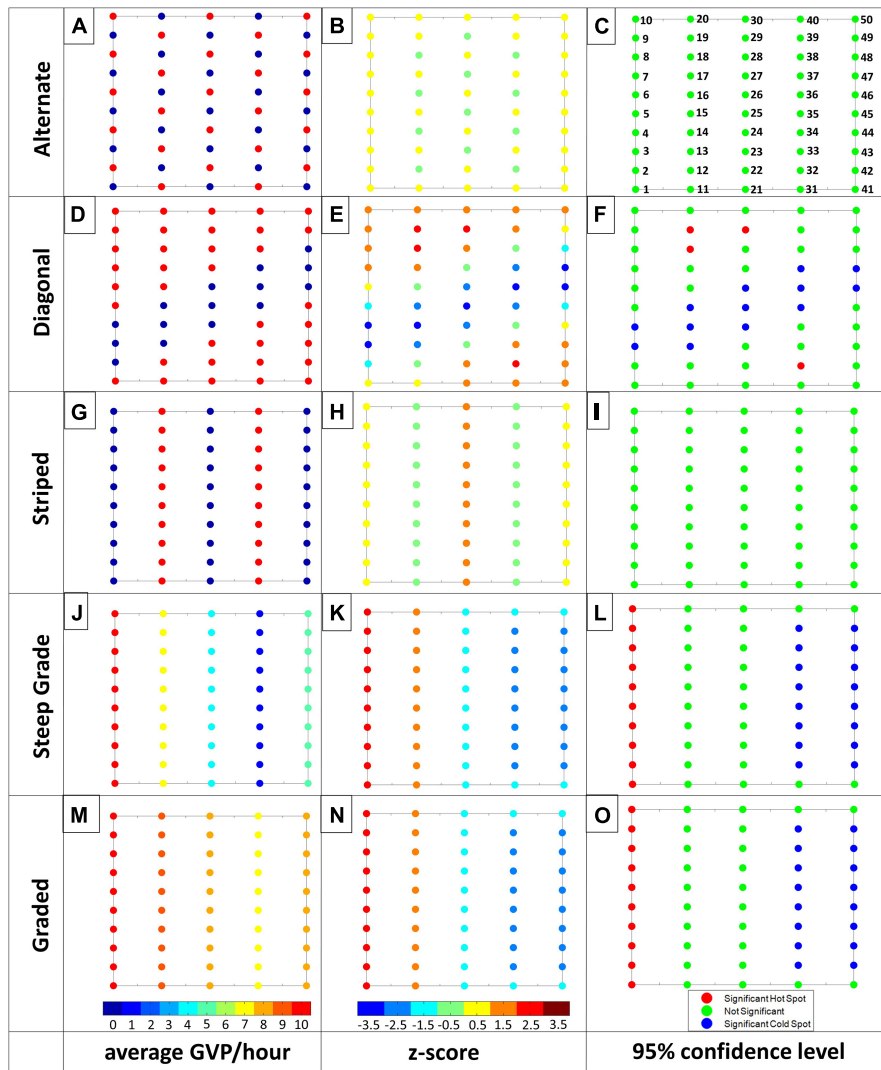 A
B
C
10 20 30 40 50
9 19 29 39 49
8 18 28 38 48
7 17 27 37 47
6 16 26 36 46
5 15 25 35 45
4 14 24 34 44
3 13 23 33 43
2 12 22 32 42
1 11 21 31 41
Alternate
D
E
F
Diagonal
G
H
I
Striped
J
K
L
Steep Grade
M
N
O
Graded
0 1 2 3 4 5 6 7 8 9 10
-3.5 -2.5 -1.5 -0.5 0.5 1.5 2.5 3.5
Significant Hot Spot
Not Significant
Significant Cold Spot
average GVP/hour
z-score
95% confidence level